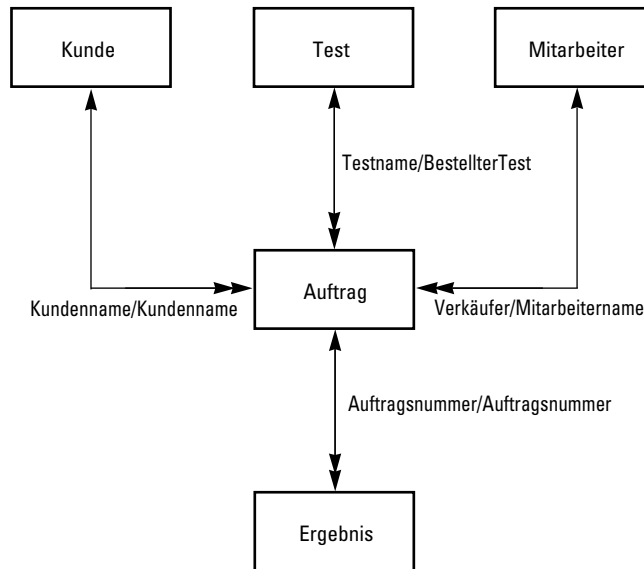 Kunde
Test
Mitarbeiter
Testname/BestellterTest
Auftrag
Kundenname/Kundenname
Verkäufer/Mitarbeitername
Auftragsnummer/Auftragsnummer
Ergebnis